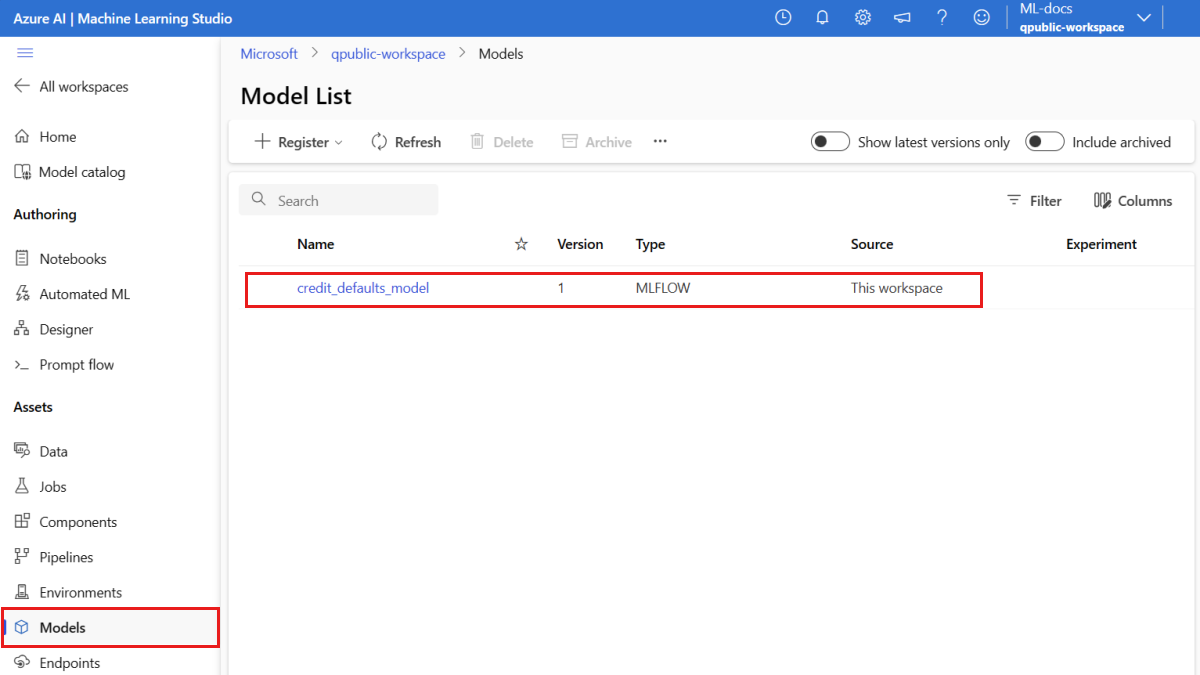 Azure AI | Machine Learning Studio
ML-docs
qpublic-workspace
All workspaces
Home
Model catalog
Authoring
Notebooks
Automated ML
Designer
Prompt flow
Assets
Data
Jobs
Components
Pipelines
Environments
Models
Endpoints
Microsoft > qpublic-workspace > Models
Model List
Register Refresh Delete Archive ... Show latest versions only Include archived
Search Filter Columns
Name Version Type Source Experiment
credit_defaults_model 1 MLFLOW This workspace